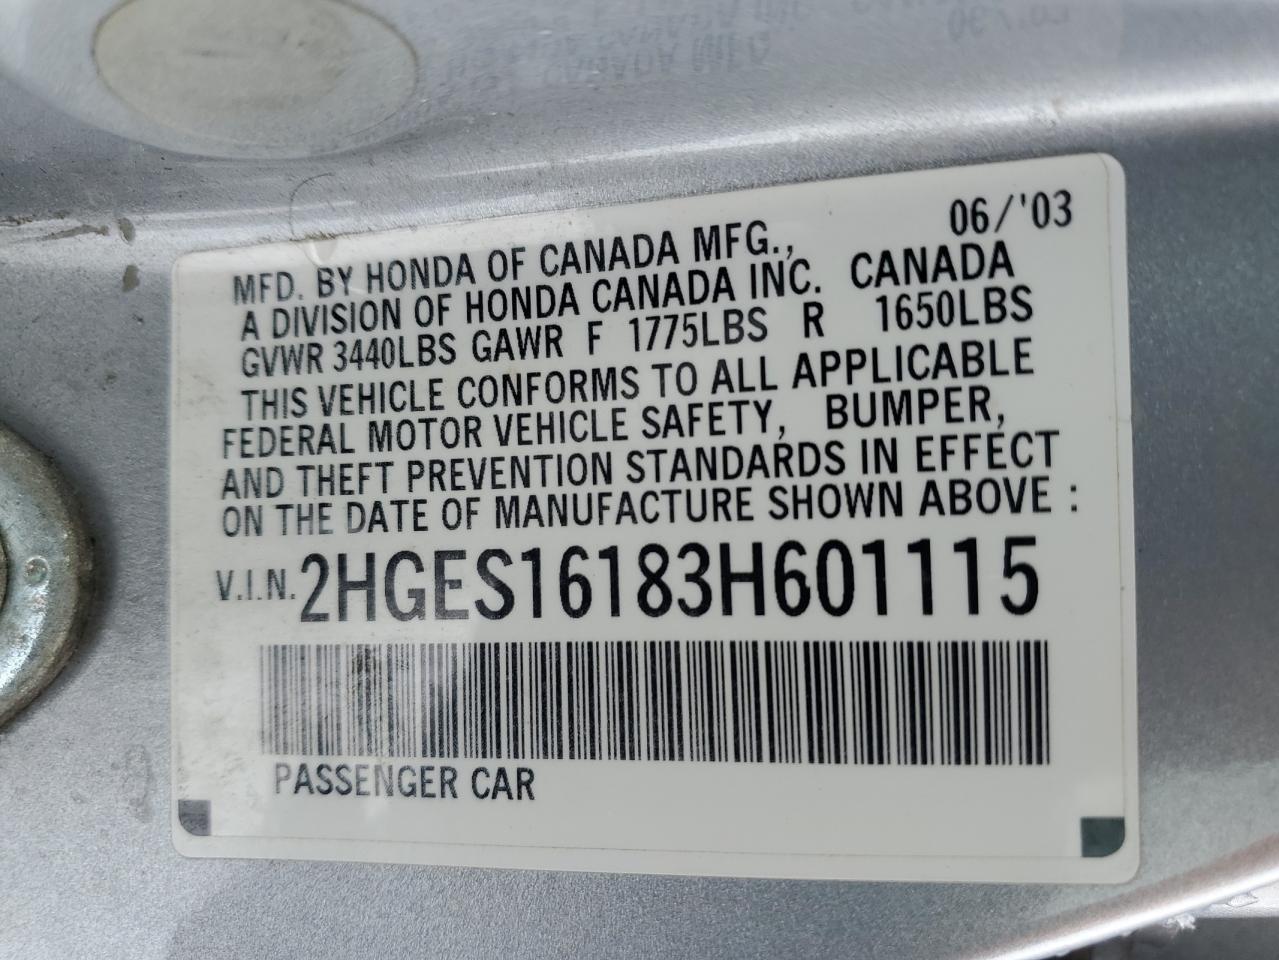 06/'03
MFD. BY HONDA OF CANADA MFG.,
A DIVISION OF HONDA CANADA INC. CANADA
GVWR 3440LBS GAWR F 1775LBS R 1650LBS
THIS VEHICLE CONFORMS TO ALL APPLICABLE
FEDERAL MOTOR VEHICLE SAFETY, BUMPER,
AND THEFT PREVENTION STANDARDS IN EFFECT
ON THE DATE OF MANUFACTURE SHOWN ABOVE :
V.I.N. 2HGES16183H601115
PASSENGER CAR